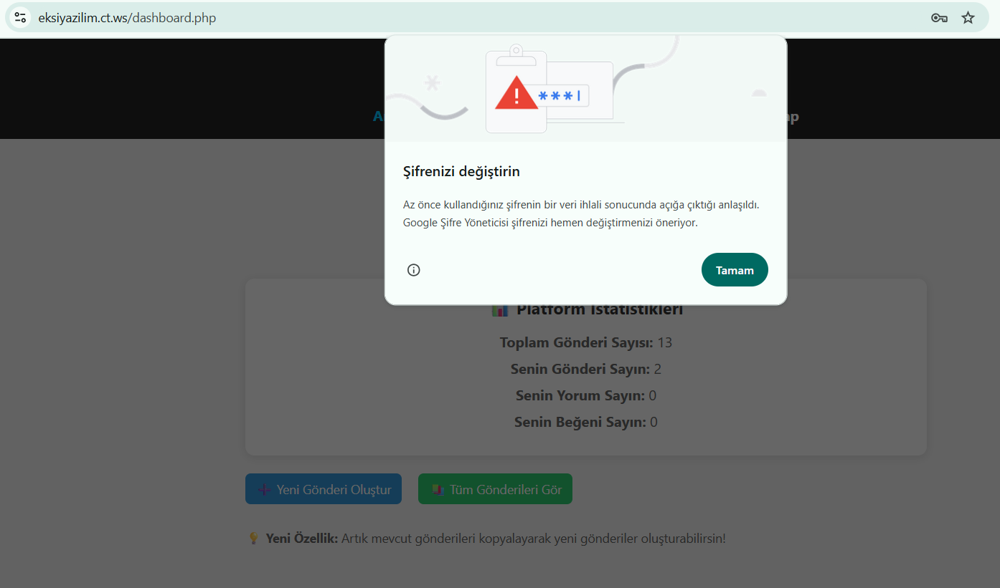 eksiyazilim.ct.ws/dashboard.php
***
Şifrenizi değiştirin
Az önce kullandığınız şifrenin bir veri ihlali sonucunda açığa çıktığı anlaşıldı.
Google Şifre Yöneticisi şifrenizi hemen değiştirmenizi öneriyor.
Tamam
Platform İstatistikleri
Toplam Gönderi Sayısı: 13
Senin Gönderi Sayın: 2
Senin Yorum Sayın: 0
Senin Beğeni Sayın: 0
Yeni Gönderi Oluştur
Tüm Gönderileri Gör
Yeni Özellik: Artık mevcut gönderileri kopyalayarak yeni gönderiler oluşturabilirsin!